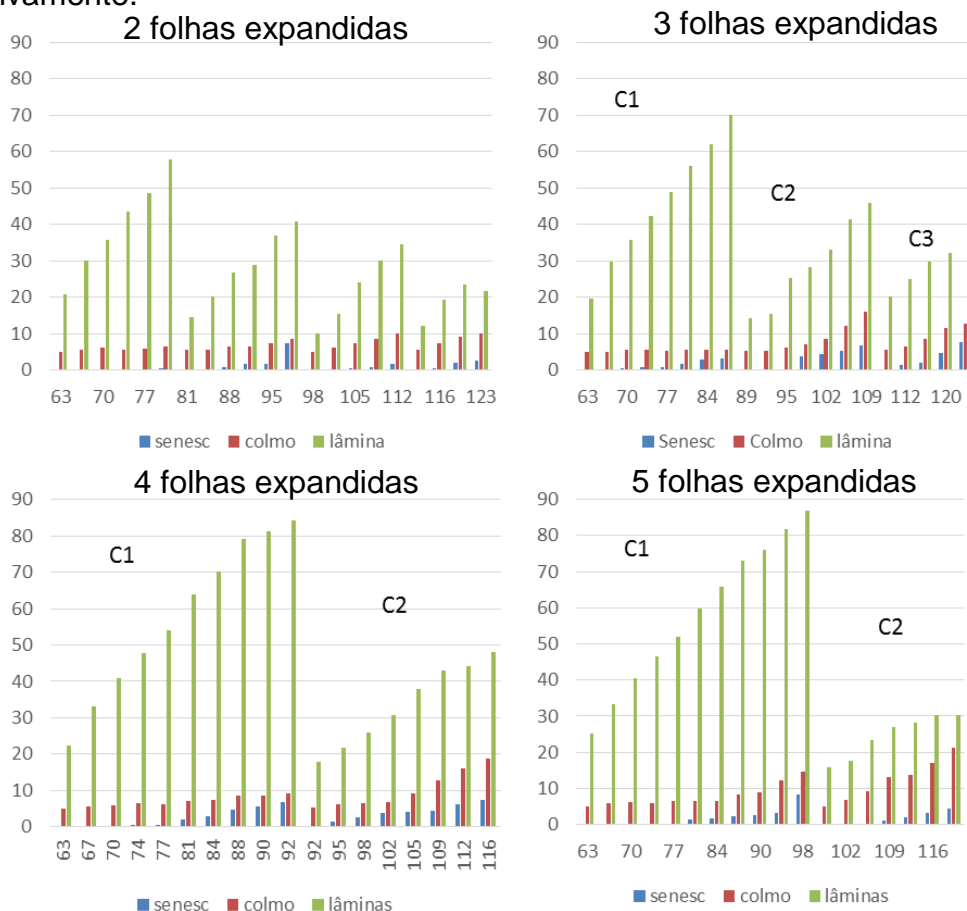 2 folhas expandidas
90
80
70
60
50
40
30
20
10
0
63 70 77 81 88 95 98 105 112 116 123
senesc colmo lâmina
3 folhas expandidas
90
80
70
60
50
40
30
20
10
0
C1
C2
C3
63 70 77 84 89 95 102 109 112 120
Senesc Colmo lâmina
4 folhas expandidas
90
80
70
60
50
40
30
20
10
0
C1
C2
63 67 70 74 77 81 84 88 90 92 92 95 98 102 105 109 112 116
senesc colmo lâminas
5 folhas expandidas
90
80
70
60
50
40
30
20
10
0
C1
C2
63 70 77 84 90 98 102 109 116
senesc colmo lâminas